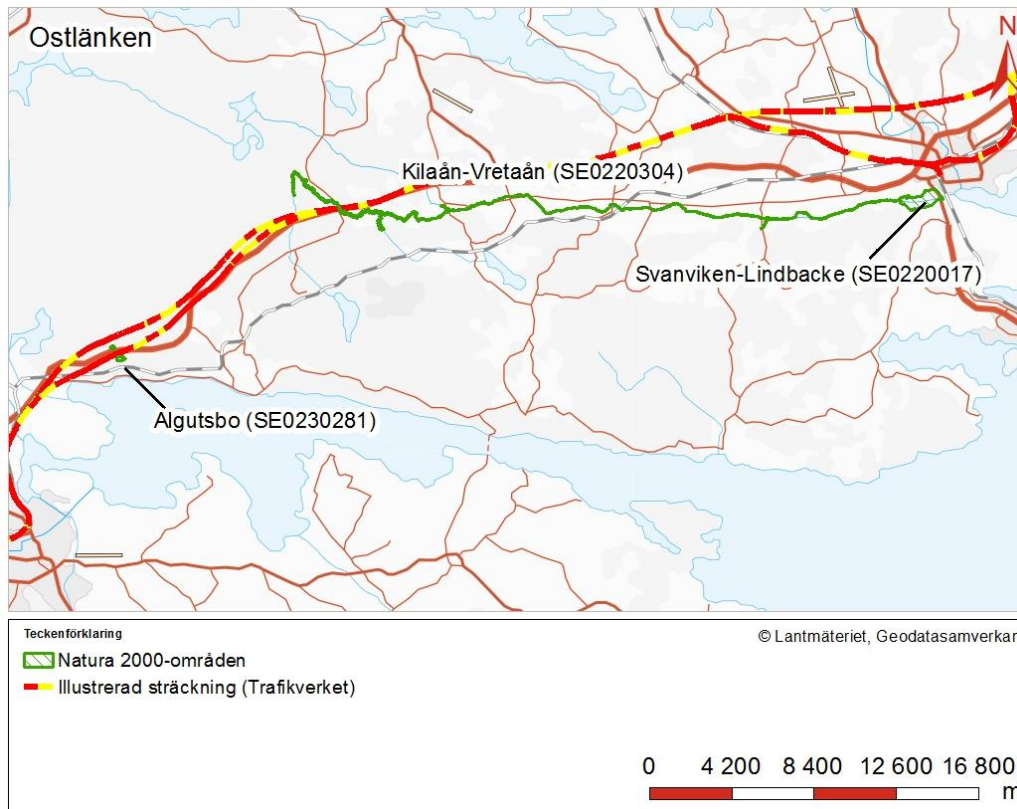 Ostlänken
N
Kilaån-Vretaån (SE0220304)
Svanviken-Lindbacke (SE0220017)
Algutsbo (SE0230281)
Teckenförklaring
Natura 2000-områden
Illustrerad sträckning (Trafikverket)
© Lantmäteriet, Geodatasamverkan
0 4 200 8 400 12 600 16 800
m